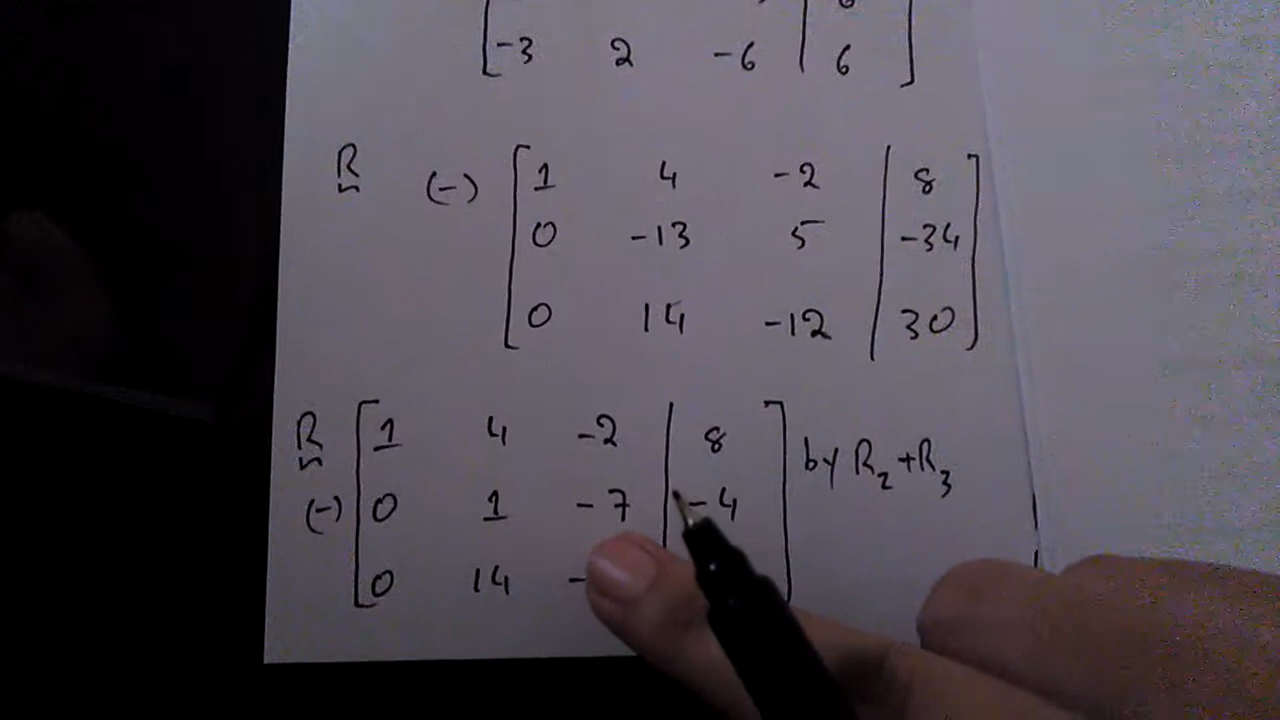 -3 2 -6 | 6
R (-) [ 1 4 -2 | 8 ]
0 -13 5 | -34
0 14 -12 | 30
R [ 1 4 -2 | 8 ] by R2+R3
(-) 0 1 -7 | -4
0 14 -